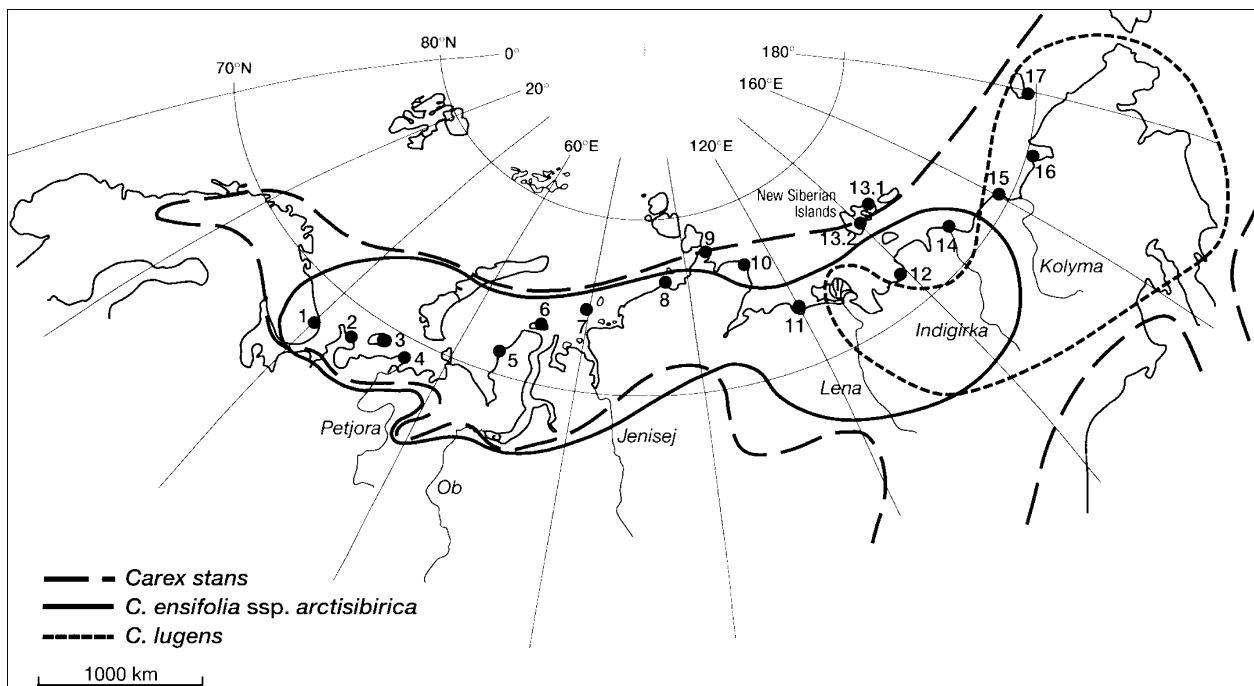 70°N
80°N
0°
20°
60°E
120°E
160°E
180°
17
16
15
14
13.1
New Siberian
Islands
13.2
12
11
10
9
8
7
6
5
4
3
2
1
Kolyma
Indigirka
Lena
Jenisej
Petjora
Ob
Carex stans
C. ensifolia ssp. arctisibirica
C. lugens
1000 km